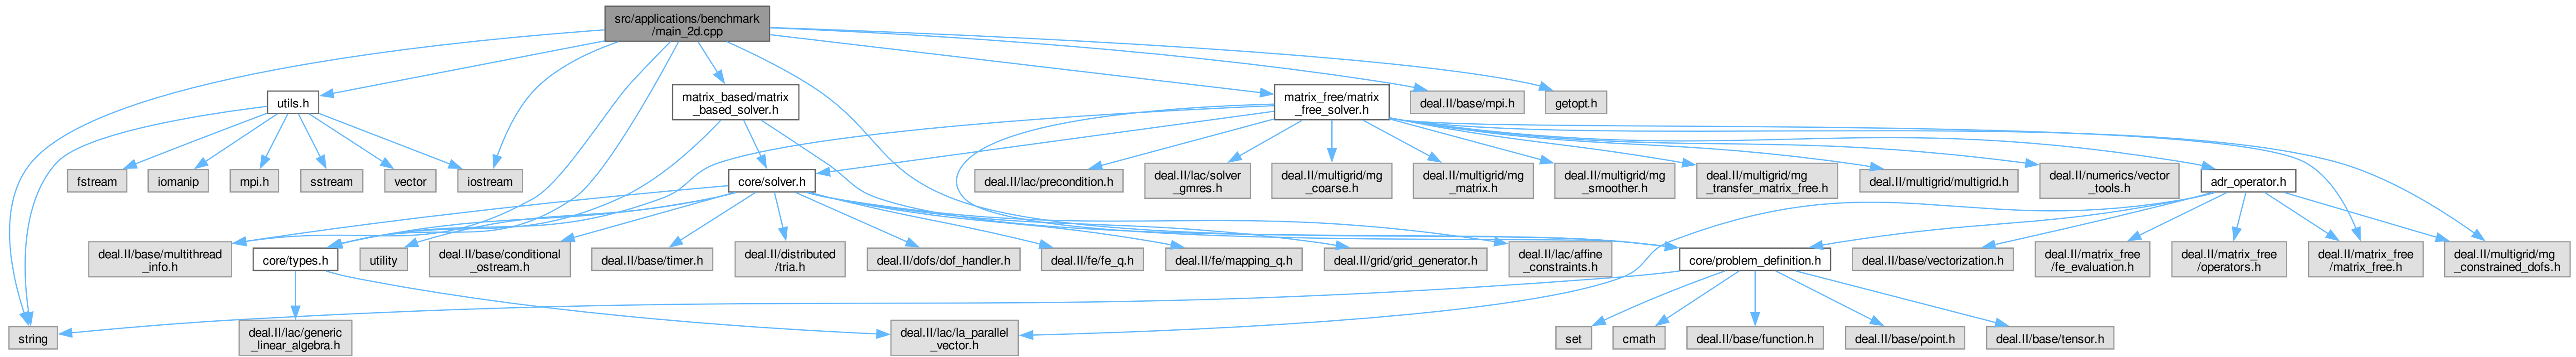 src/applications/benchmark
/main_2d.cpp
utils.h
matrix_based/matrix
_based_solver.h
matrix_free/matrix
_free_solver.h
deal.II/base/mpi.h
getopt.h
fstream
iomanip
mpi.h
sstream
vector
iostream
core/solver.h
deal.II/lac/precondition.h
deal.II/lac/solver
_gmres.h
deal.II/multigrid/mg
_coarse.h
deal.II/multigrid/mg
_matrix.h
deal.II/multigrid/mg
_smoother.h
deal.II/multigrid/mg
_transfer_matrix_free.h
deal.II/multigrid/multigrid.h
deal.II/numerics/vector
_tools.h
adr_operator.h
deal.II/base/multithread
_info.h
core/types.h
utility
deal.II/base/conditional
_ostream.h
deal.II/base/timer.h
deal.II/distributed
/tria.h
deal.II/dofs/dof_handler.h
deal.II/fe/fe_q.h
deal.II/fe/mapping_q.h
deal.II/grid/grid_generator.h
deal.II/lac/affine
_constraints.h
core/problem_definition.h
deal.II/base/vectorization.h
deal.II/matrix_free
/fe_evaluation.h
deal.II/matrix_free
/operators.h
deal.II/matrix_free
/matrix_free.h
deal.II/multigrid/mg
_constrained_dofs.h
string
deal.II/lac/generic
_linear_algebra.h
deal.II/lac/la_parallel
_vector.h
set
cmath
deal.II/base/function.h
deal.II/base/point.h
deal.II/base/tensor.h